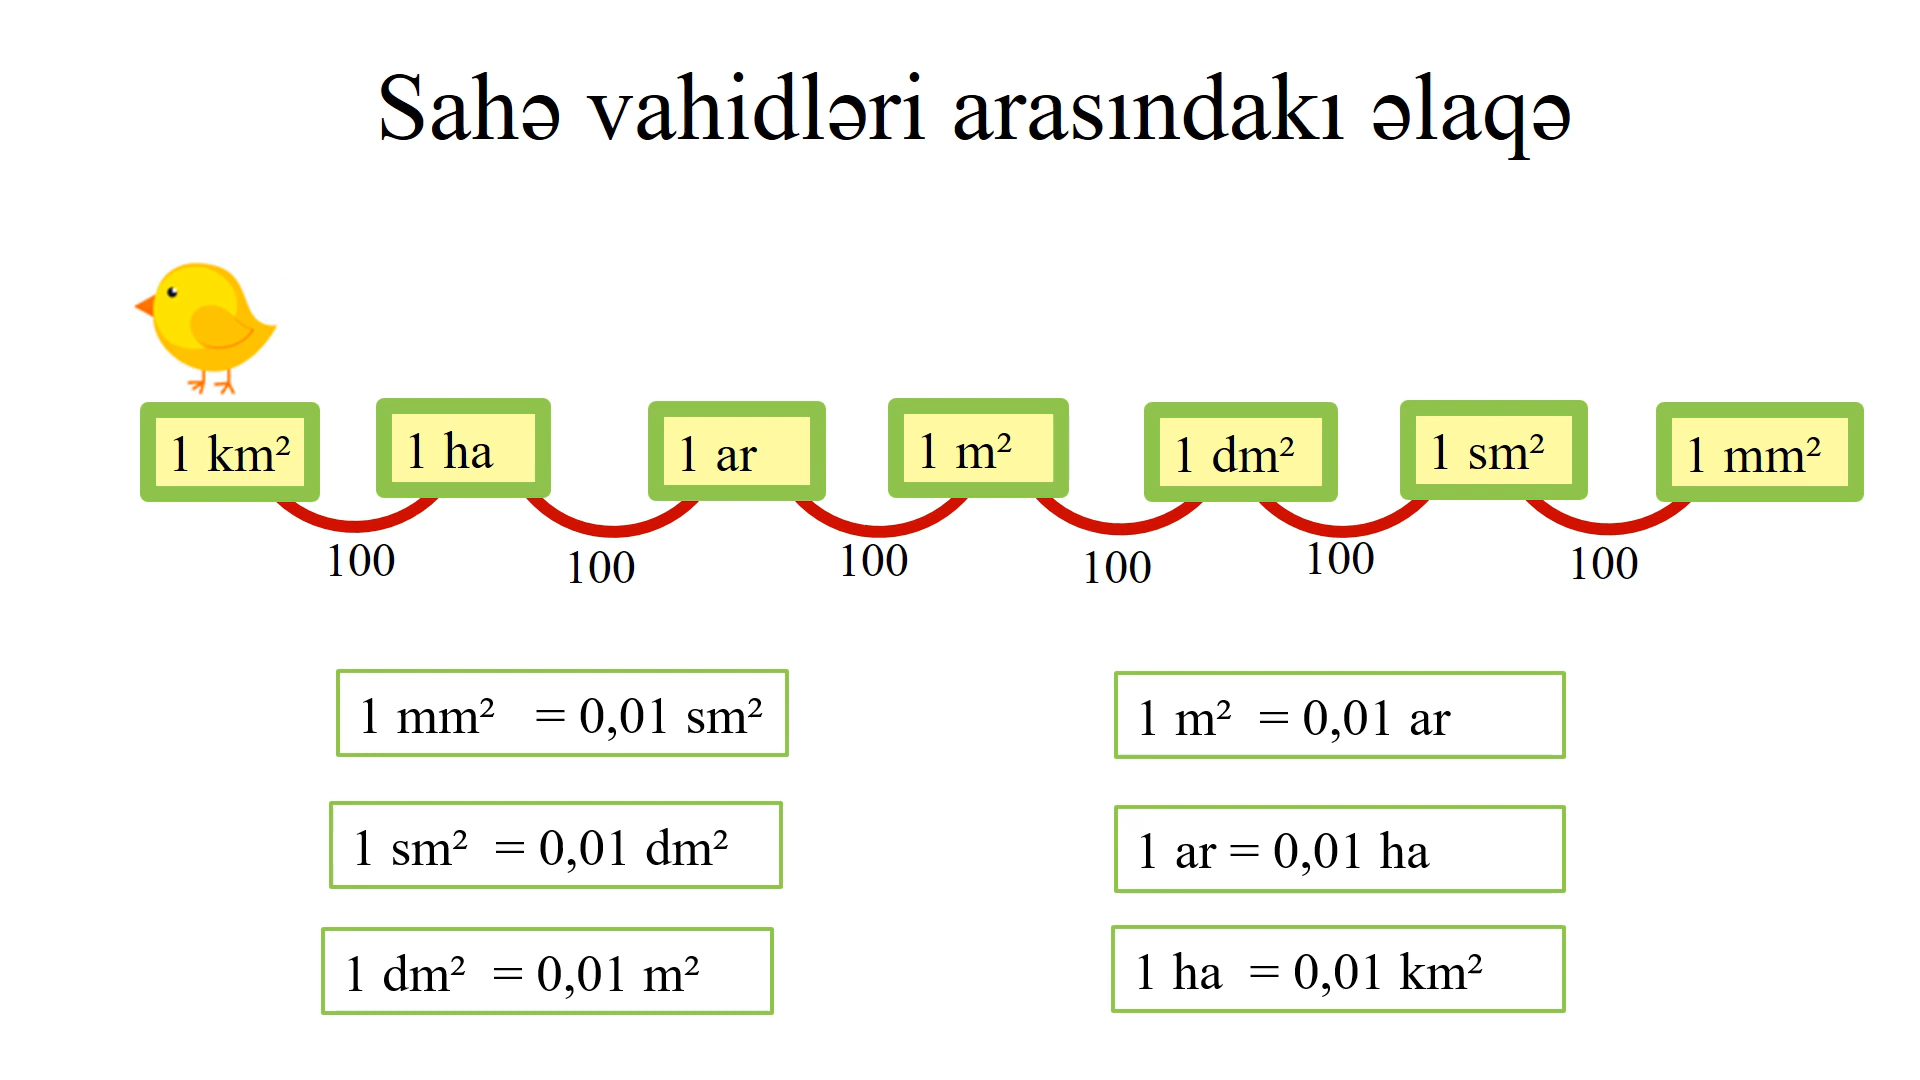 Sahə vahidləri arasındakı əlaqə
1 km² 1 ha 1 ar 1 m² 1 dm² 1 sm² 1 mm²
100 100 100 100 100 100
1 mm² = 0,01 sm²
1 sm² = 0,01 dm²
1 dm² = 0,01 m²
1 m² = 0,01 ar
1 ar = 0,01 ha
1 ha = 0,01 km²